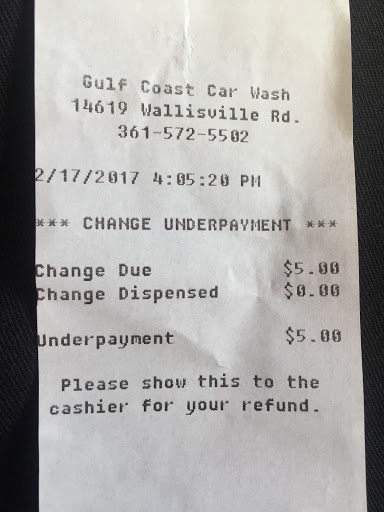 Gulf Coast Car Wash
14619 Wallisville Rd.
361-572-5502
2/17/2017 4:05:20 PM
*** CHANGE UNDERPAYMENT ***
Change Due $5.00
Change Dispensed $0.00
Underpayment $5.00
Please show this to the
cashier for your refund.